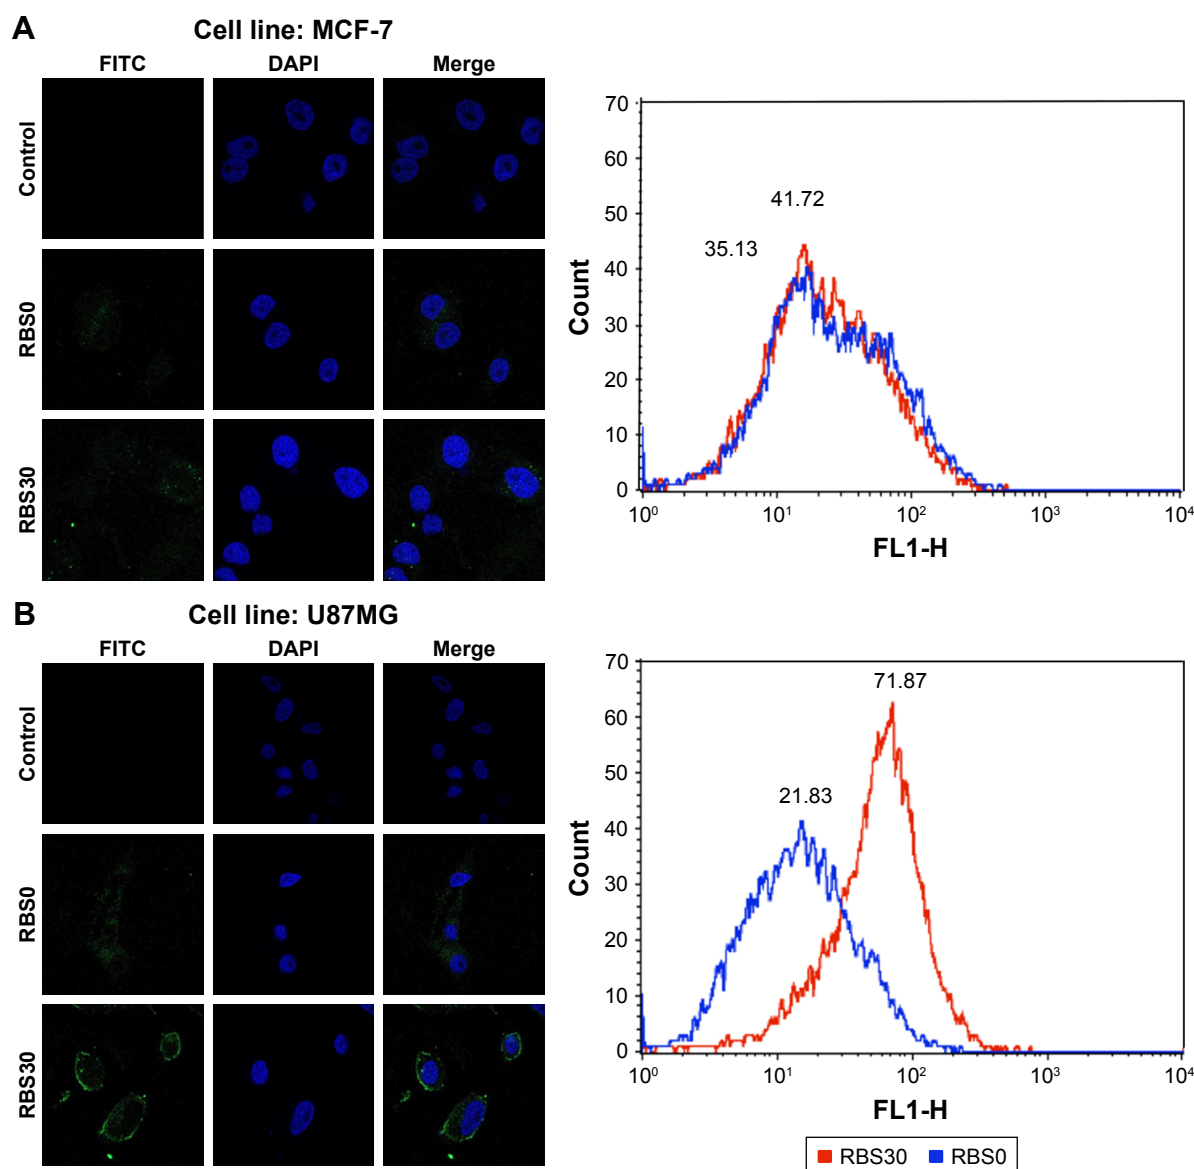 A
Cell line: MCF-7
FITC DAPI Merge
Control
RBS0
RBS30
70
60
50
40
30
20
10
0
Count
41.72
35.13
10⁰ 10¹ 10² 10³ 10⁴
FL1-H
B
Cell line: U87MG
FITC DAPI Merge
Control
RBS0
RBS30
70
60
50
40
30
20
10
0
Count
71.87
21.83
10⁰ 10¹ 10² 10³ 10⁴
FL1-H
RBS30 RBS0